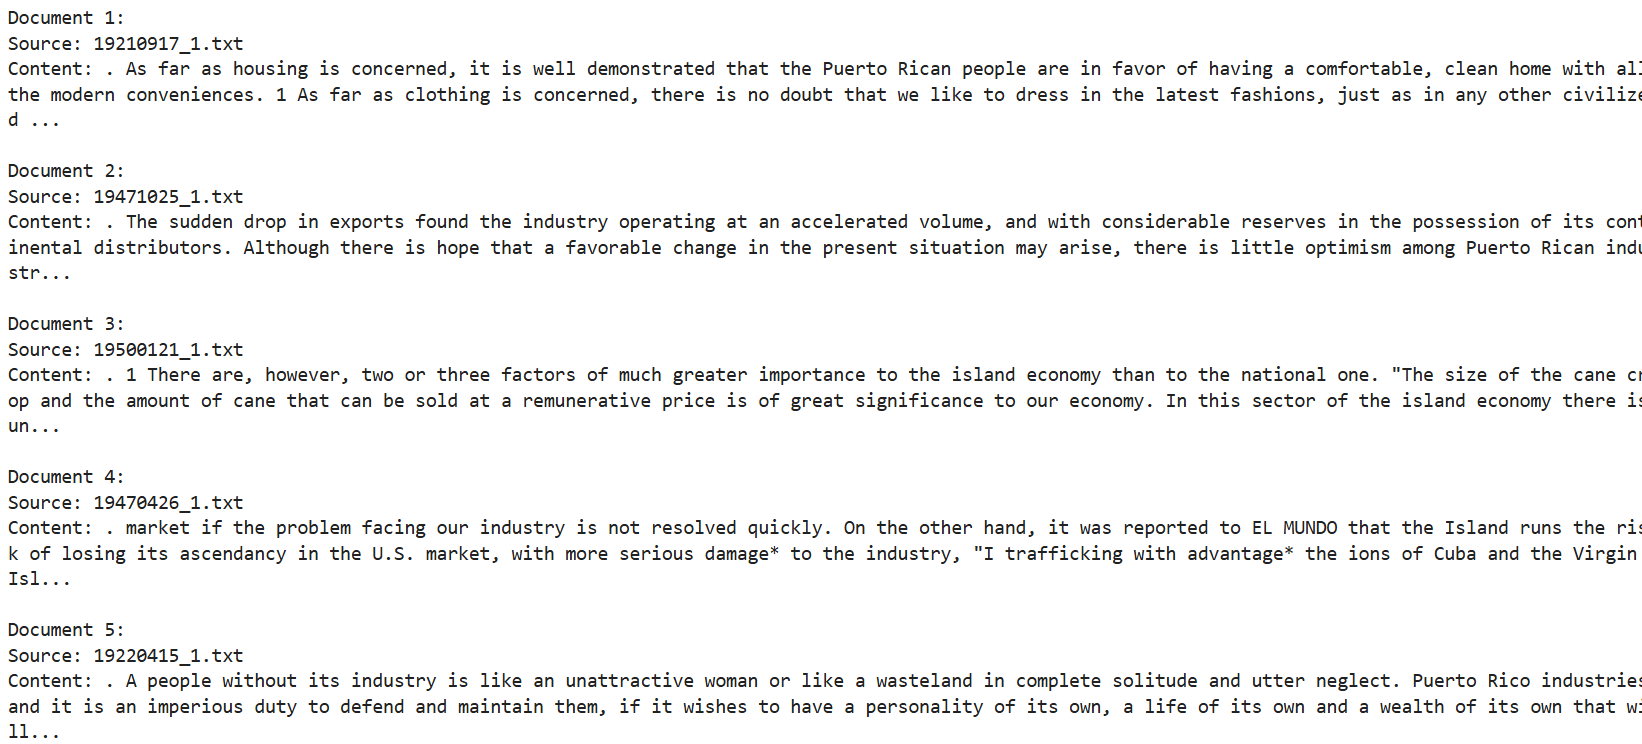 Document 1:
Source: 19210917_1.txt
Content: . As far as housing is concerned, it is well demonstrated that the Puerto Rican people are in favor of having a comfortable, clean home with all
the modern conveniences. 1 As far as clothing is concerned, there is no doubt that we like to dress in the latest fashions, just as in any other civilize
d ...
Document 2:
Source: 19471025_1.txt
Content: . The sudden drop in exports found the industry operating at an accelerated volume, and with considerable reserves in the possession of its cont
inental distributors. Although there is hope that a favorable change in the present situation may arise, there is little optimism among Puerto Rican indu
str...
Document 3:
Source: 19500121_1.txt
Content: . 1 There are, however, two or three factors of much greater importance to the island economy than to the national one. "The size of the cane cr
op and the amount of cane that can be sold at a remunerative price is of great significance to our economy. In this sector of the island economy there is
un...
Document 4:
Source: 19470426_1.txt
Content: . market if the problem facing our industry is not resolved quickly. On the other hand, it was reported to EL MUNDO that the Island runs the ris
k of losing its ascendancy in the U.S. market, with more serious damage* to the industry, "I trafficking with advantage* the ions of Cuba and the Virgin
Isl...
Document 5:
Source: 19220415_1.txt
Content: . A people without its industry is like an unattractive woman or like a wasteland in complete solitude and utter neglect. Puerto Rico industries
and it is an imperious duty to defend and maintain them, if it wishes to have a personality of its own, a life of its own and a wealth of its own that wi
ll...